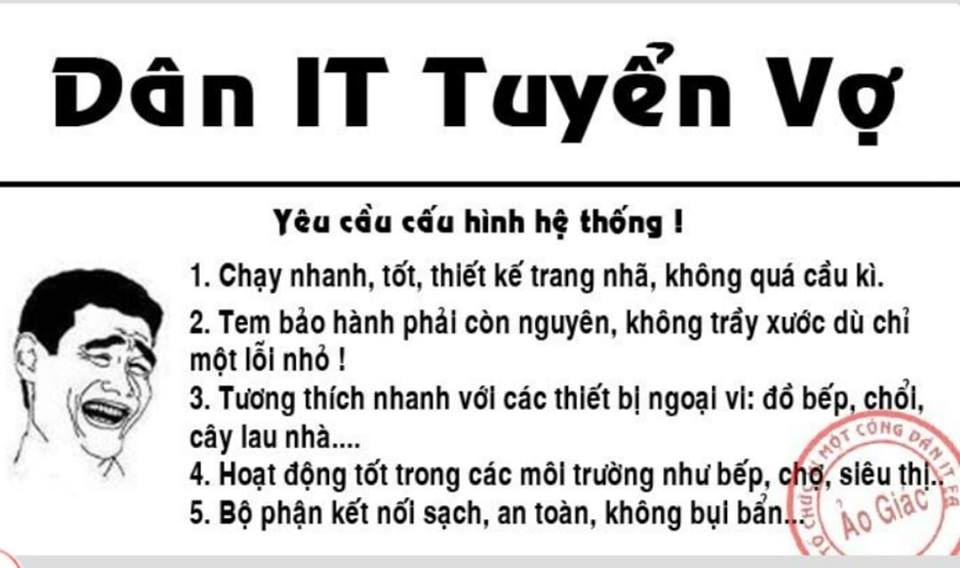 Dân IT Tuyển Vợ
Yêu cầu cấu hình hệ thống !
1. Chạy nhanh, tốt, thiết kế trang nhã, không quá cầu kì.
2. Tem bảo hành phải còn nguyên, không trầy xước dù chỉ
một lỗi nhỏ !
3. Tương thích nhanh với các thiết bị ngoại vi: đồ bếp, chổi,
cây lau nhà....
4. Hoạt động tốt trong các môi trường như bếp, chợ, siêu thị..
5. Bộ phận kết nối sạch, an toàn, không bụi bẩn...
TỔ CHỨC MỘT CÔNG DÂN IT FA
Ảo Giác